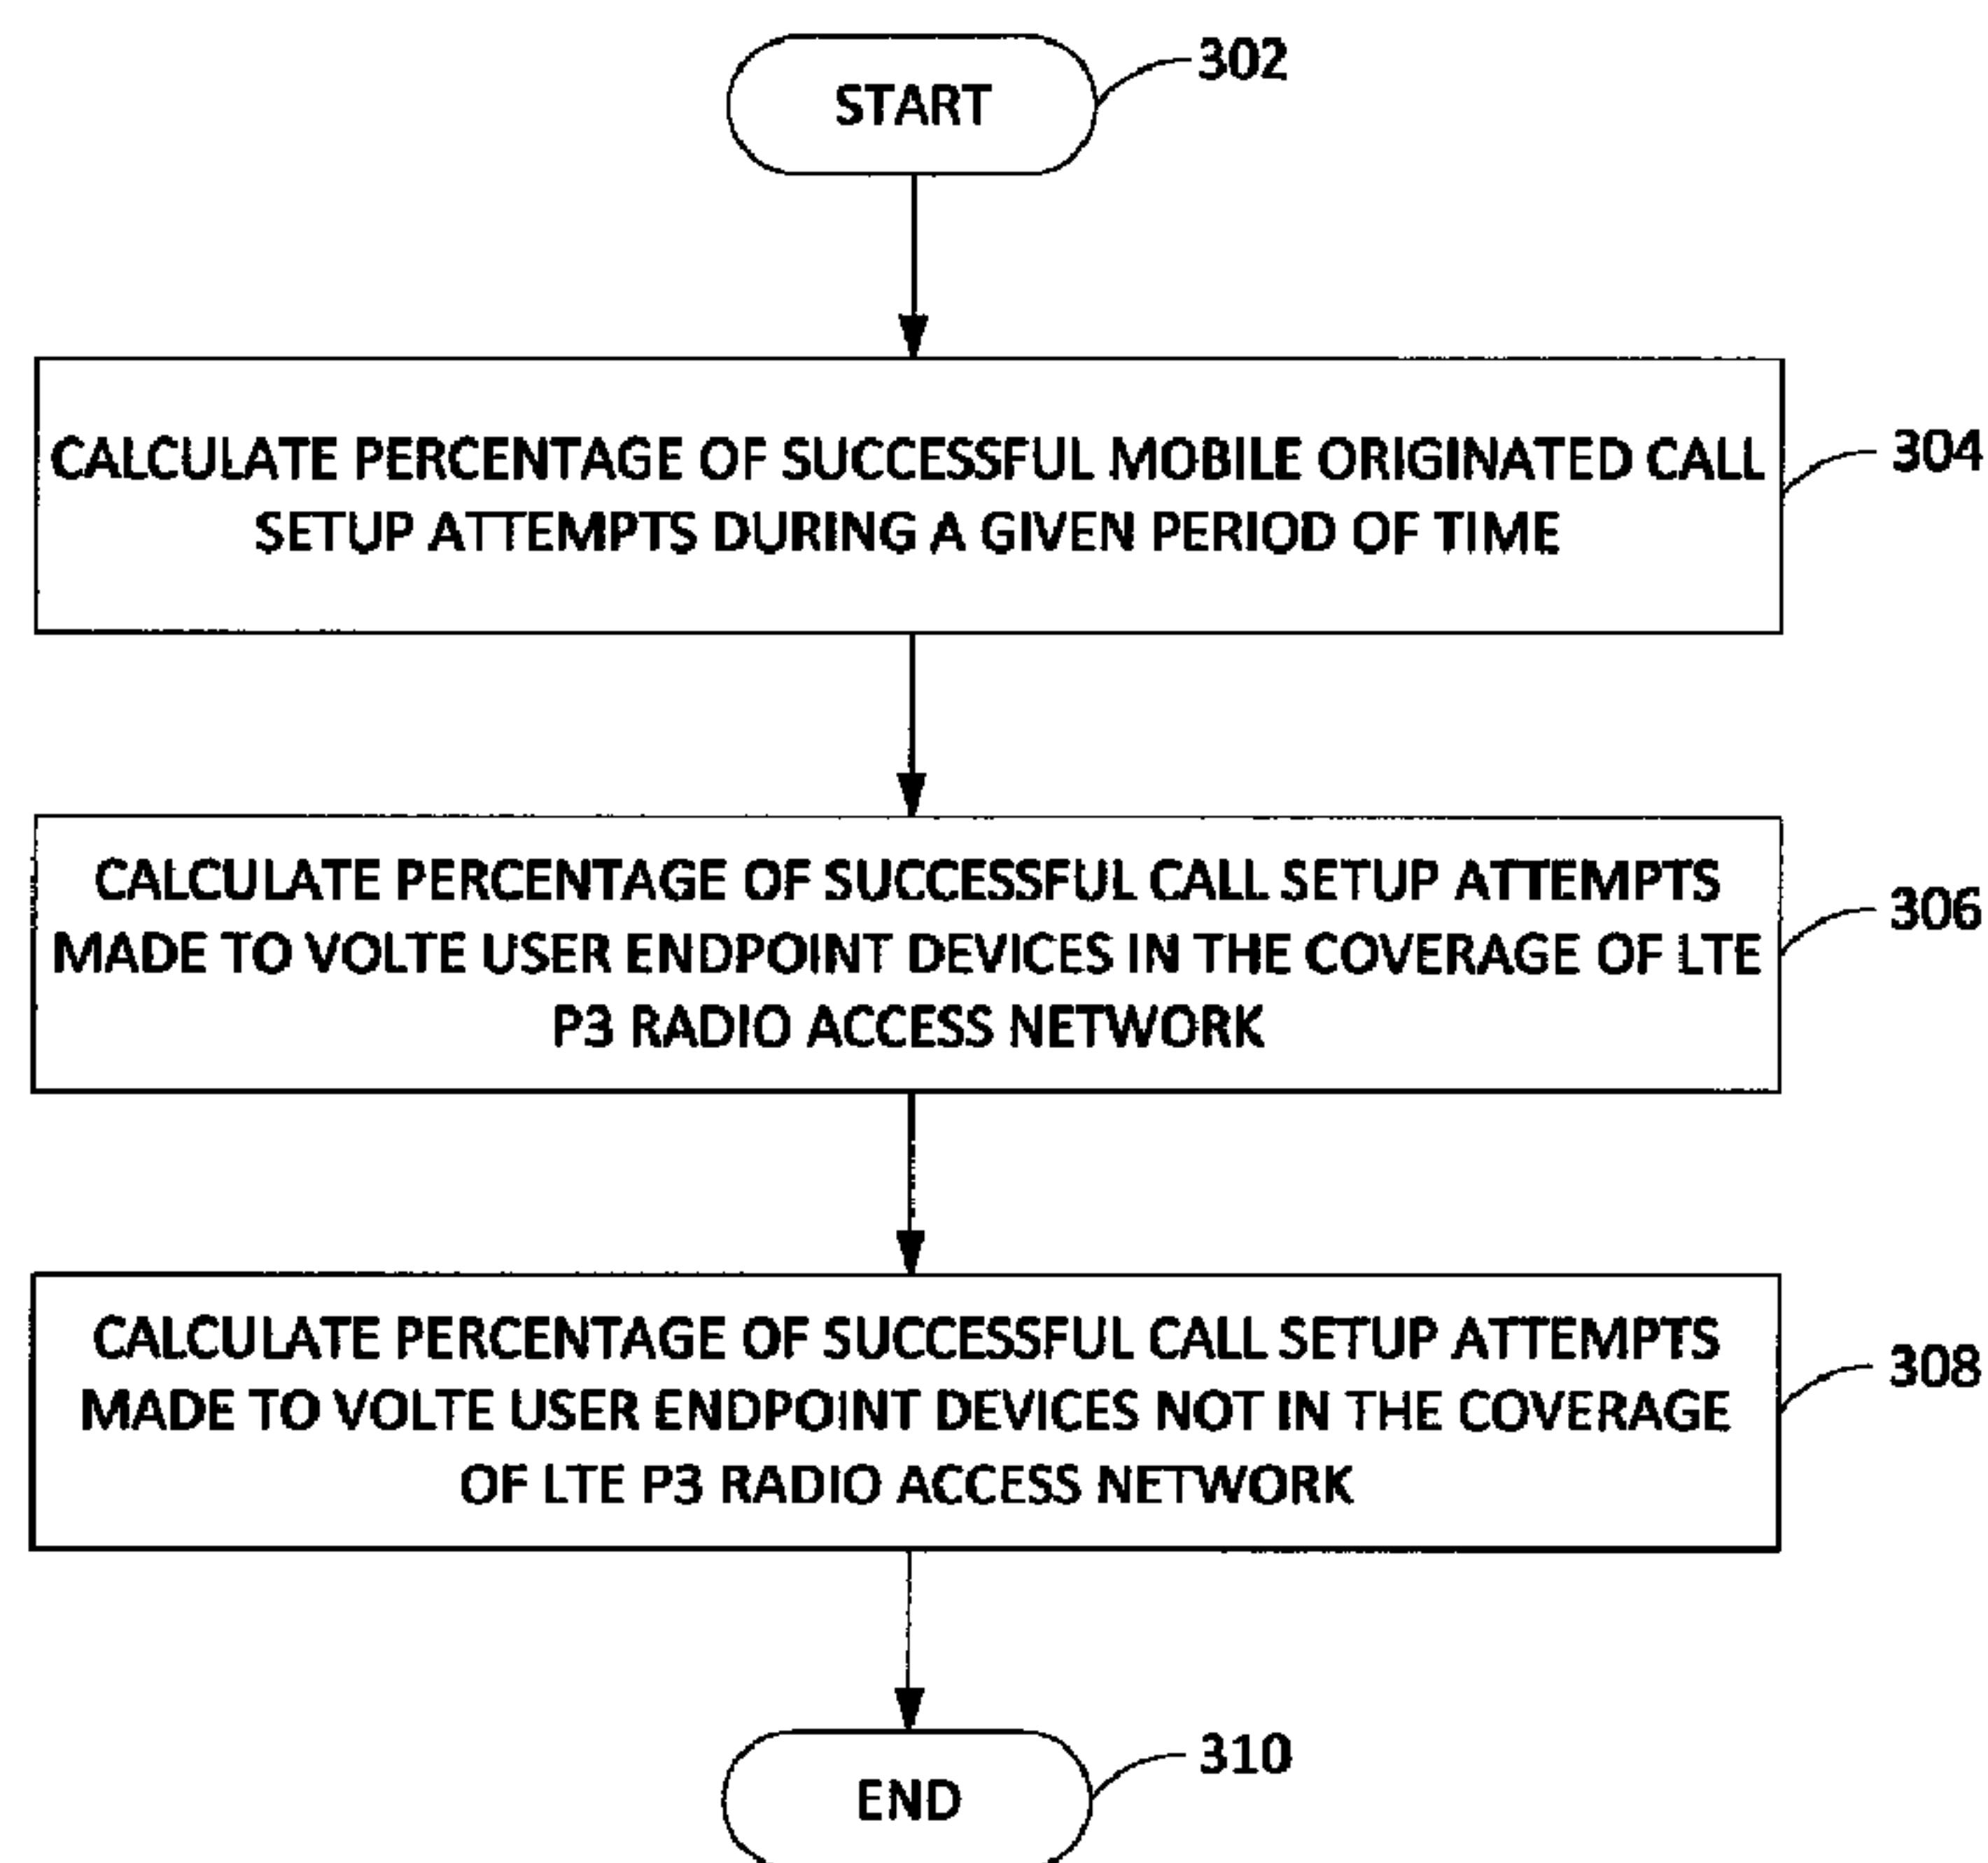 START
302
CALCULATE PERCENTAGE OF SUCCESSFUL MOBILE ORIGINATED CALL
SETUP ATTEMPTS DURING A GIVEN PERIOD OF TIME
304
CALCULATE PERCENTAGE OF SUCCESSFUL CALL SETUP ATTEMPTS
MADE TO VOLTE USER ENDPOINT DEVICES IN THE COVERAGE OF LTE
P3 RADIO ACCESS NETWORK
306
CALCULATE PERCENTAGE OF SUCCESSFUL CALL SETUP ATTEMPTS
MADE TO VOLTE USER ENDPOINT DEVICES NOT IN THE COVERAGE
OF LTE P3 RADIO ACCESS NETWORK
308
END
310